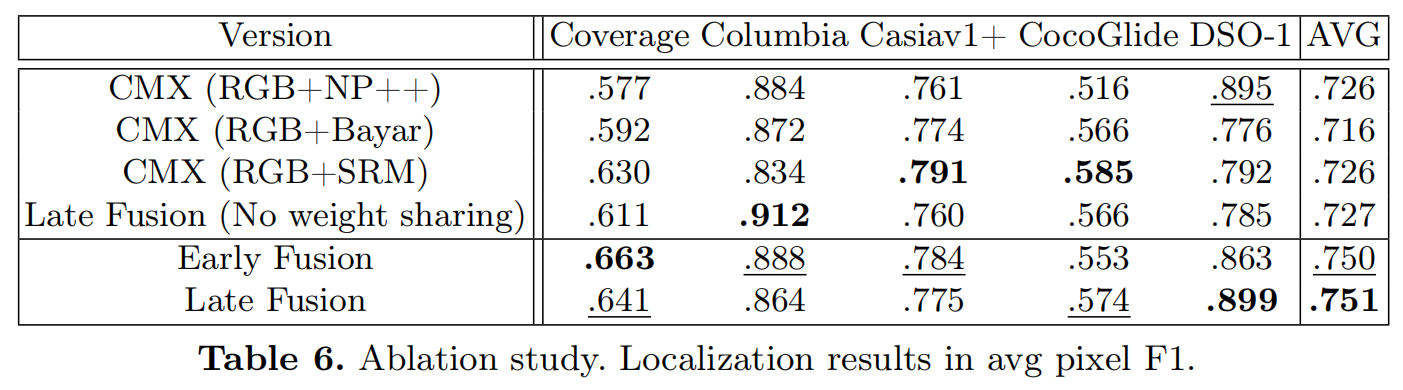 Version Coverage Columbia Casiav1+ CocoGlide DSO-1 AVG
CMX (RGB+NP++) .577 .884 .761 .516 .895 .726
CMX (RGB+Bayar) .592 .872 .774 .566 .776 .716
CMX (RGB+SRM) .630 .834 .791 .585 .792 .726
Late Fusion (No weight sharing) .611 .912 .760 .566 .785 .727
Early Fusion .663 .888 .784 .553 .863 .750
Late Fusion .641 .864 .775 .574 .899 .751
Table 6. Ablation study. Localization results in avg pixel F1.